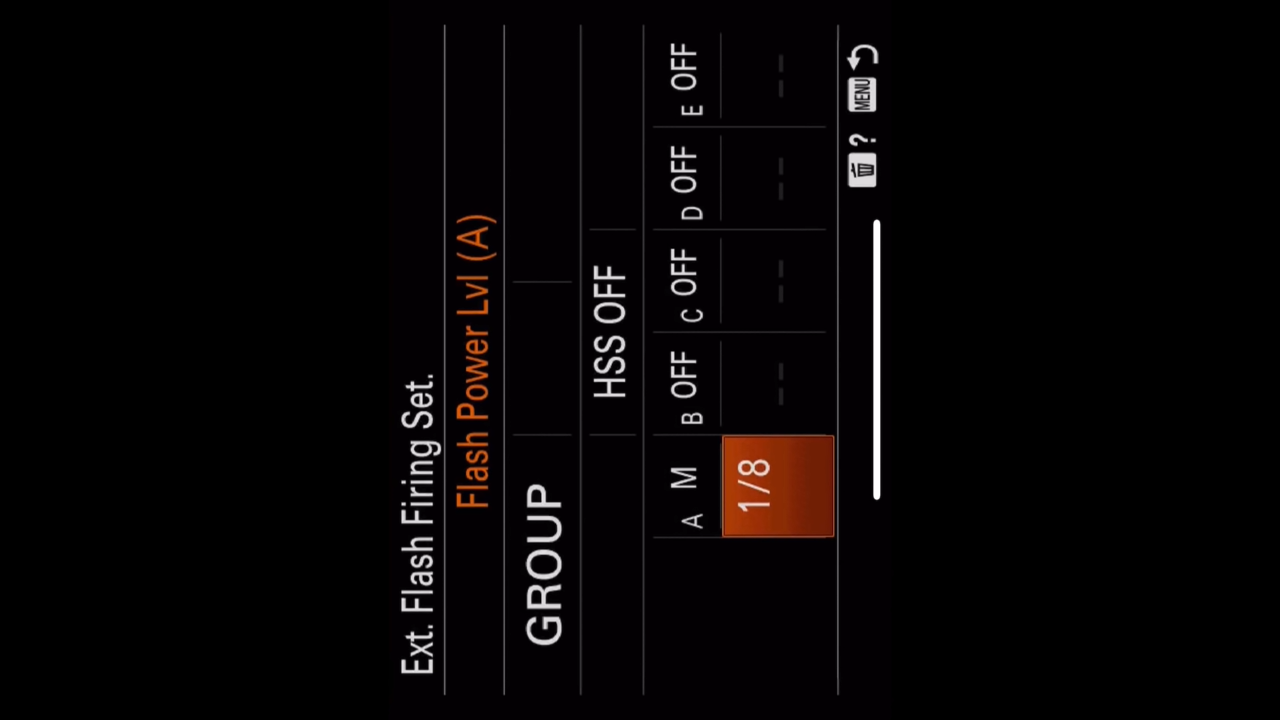 Ext. Flash Firing Set.
Flash Power Lvl (A)
GROUP
HSS OFF
A M B OFF C OFF D OFF E OFF
1/8 -- -- -- --
? MENU